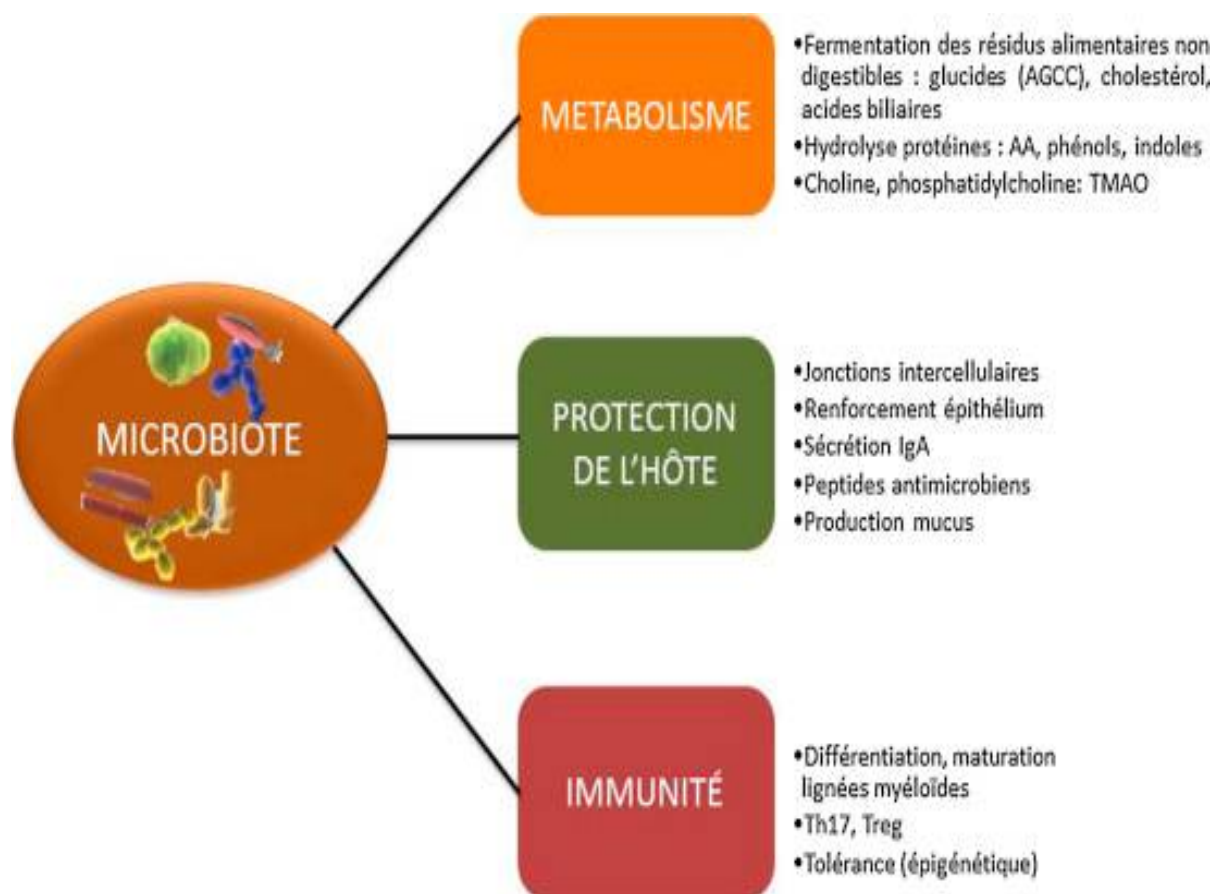 MICROBIOTE
METABOLISME
•Fermentation des résidus alimentaires non
digestibles : glucides (AGCC), cholestérol,
acides biliaires
•Hydrolyse protéines : AA, phénols, indoles
•Choline, phosphatidylcholine: TMAO
PROTECTION
DE L'HÔTE
•Jonctions intercellulaires
•Renforcement épithélium
•Sécrétion IgA
•Peptides antimicrobiens
•Production mucus
IMMUNITÉ
•Différentiation, maturation
lignées myéloïdes
•Th17, Treg
•Tolérance (épigénétique)